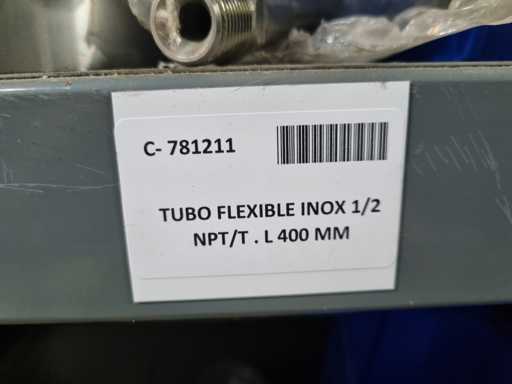 C- 781211
TUBO FLEXIBLE INOX 1/2
NPT/T . L 400 MM